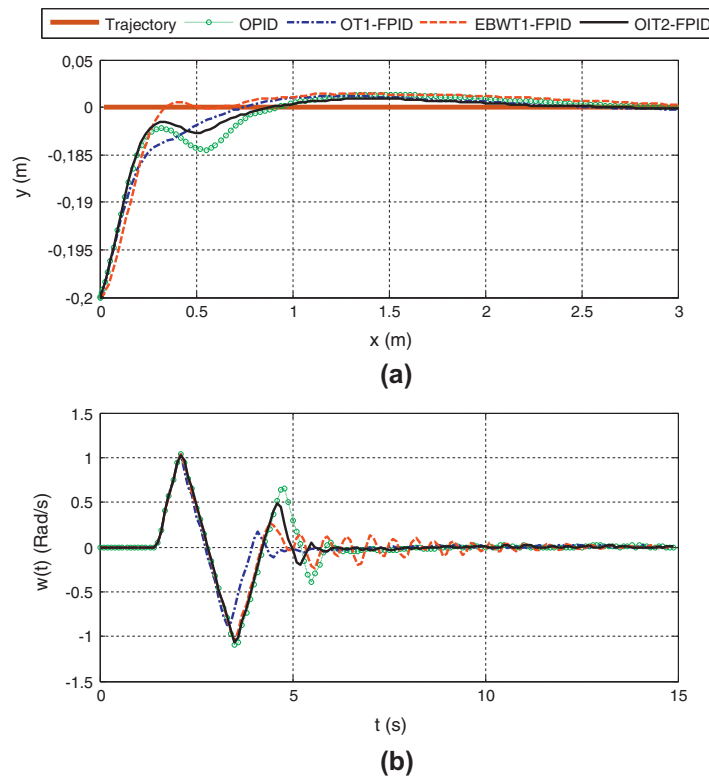 Trajectory OPID OT1-FPID EBWT1-FPID OIT2-FPID
0,05
0
-0,185
-0,19
-0,195
-0,2
y (m)
0 0.5 1 1.5 2 2.5 3
x (m)
(a)
1.5
1
0.5
0
-0.5
-1
-1.5
w(t) (Rad/s)
0 5 10 15
t (s)
(b)